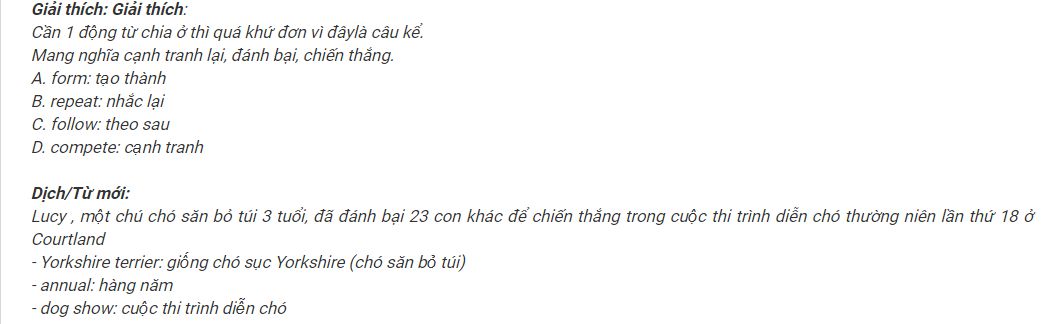 Giải thích: Giải thích:
Cần 1 động từ chia ở thì quá khứ đơn vì đâylà câu kể.
Mang nghĩa cạnh tranh lại, đánh bại, chiến thắng.
A. form: tạo thành
B. repeat: nhắc lại
C. follow: theo sau
D. compete: cạnh tranh
Dịch/Từ mới:
Lucy , một chú chó săn bỏ túi 3 tuổi, đã đánh bại 23 con khác để chiến thắng trong cuộc thi trình diễn chó thường niên lần thứ 18 ở
Courtland
- Yorkshire terrier: giống chó sục Yorkshire (chó săn bỏ túi)
- annual: hàng năm
- dog show: cuộc thi trình diễn chó